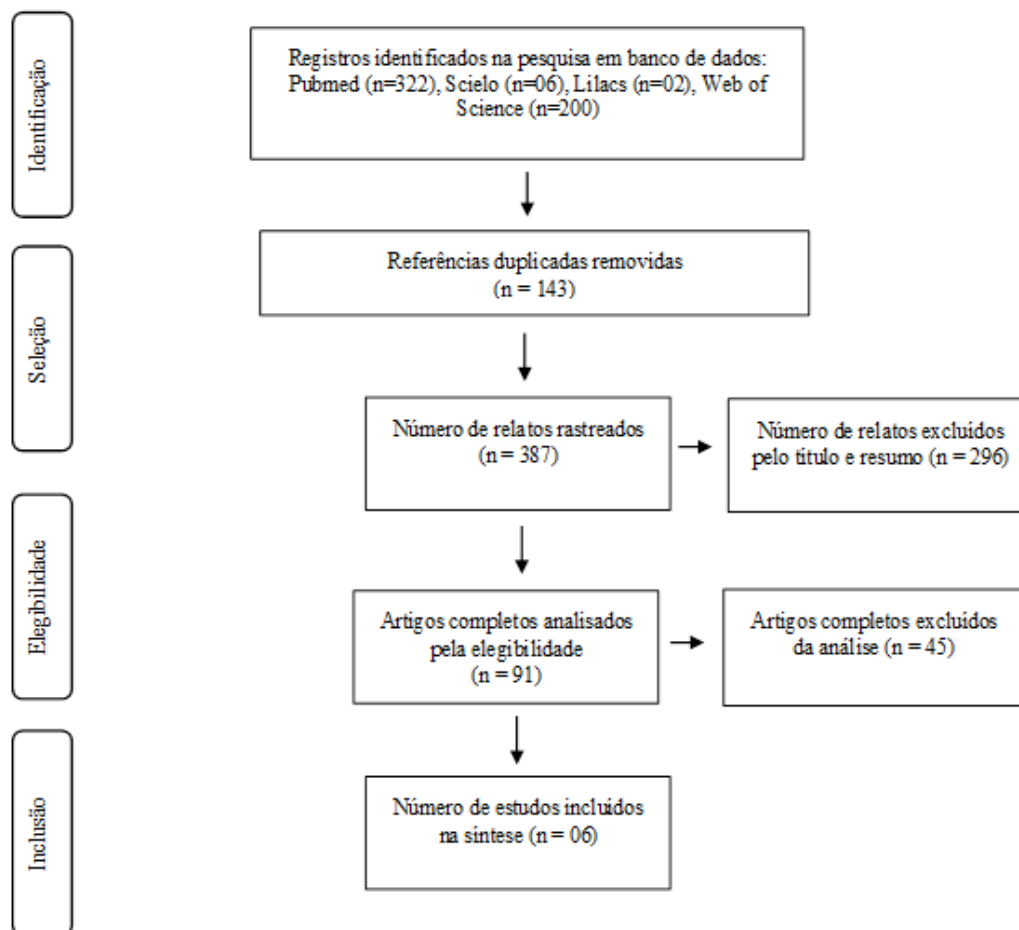 Identificação
Registros identificados na pesquisa em banco de dados:
Pubmed (n=322), Scielo (n=06), Lilacs (n=02), Web of
Science (n=200)
Seleção
Referências duplicadas removidas
(n = 143)
Número de relatos rastreados
(n = 387)
Número de relatos excluídos
pelo título e resumo (n = 296)
Elegibilidade
Artigos completos analisados
pela elegibilidade
(n = 91)
Artigos completos excluídos
da análise (n = 45)
Inclusão
Número de estudos incluídos
na síntese (n = 06)